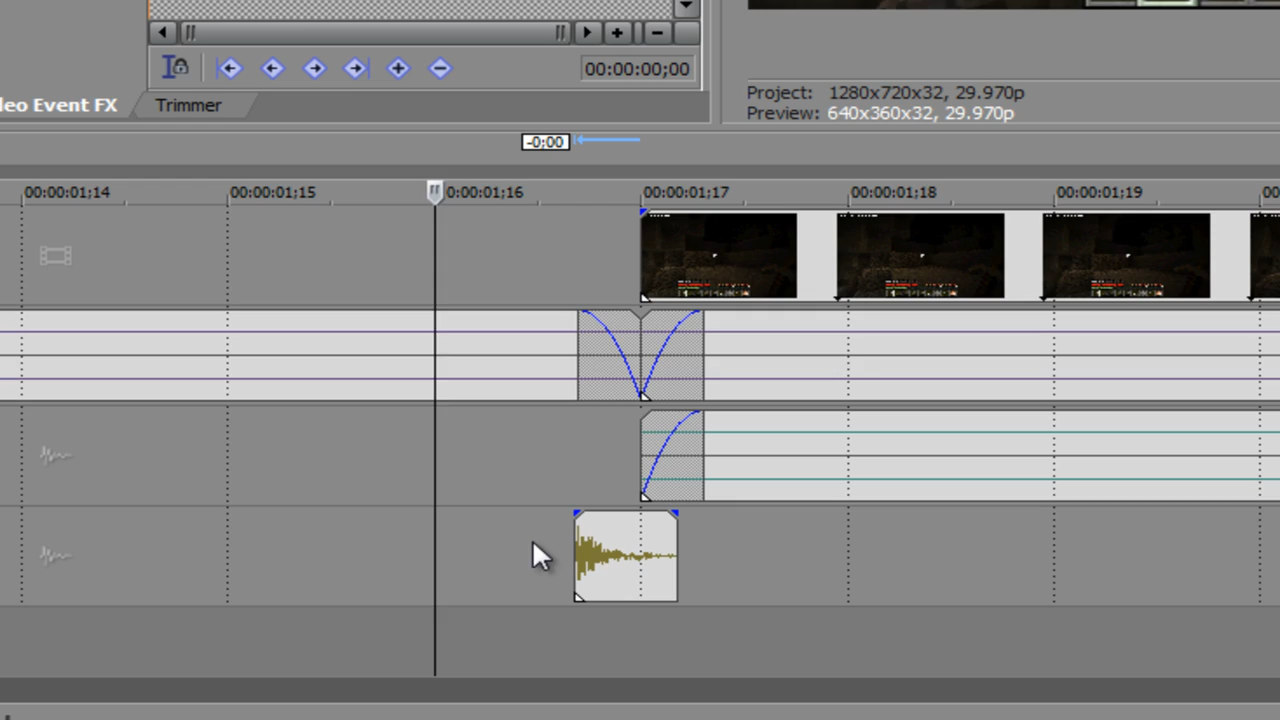 00:00:00;00
leo Event FX
Trimmer
Project: 1280x720x32, 29.970p
Preview: 640x360x32, 29.970p
-0;00
00:00:01;14
00:00:01;15
0:00:01;16
00:00:01;17
00:00:01;18
00:00:01;19
00